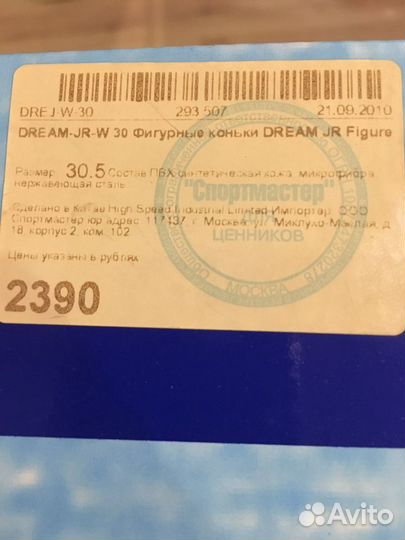 DREJ-W-30 293 507 21.09.2010
DREAM-JR-W 30 Фигурные коньки DREAM JR Figure
Размер 30.5 Состав ПВХ синтетическая кожа, микрофибра
нержавеющая сталь
Сделано в Китае High Speed Industrial Limited Импортер ООО
Спортмастер юр адрес 117437, г. Москва ул Миклухо-Маклая, д
18, корпус 2, ком. 102
Цены указаны в рублях
2390
"Спортмастер"
ДЛЯ
ЦЕННИКОВ
МОСКВА
Avito